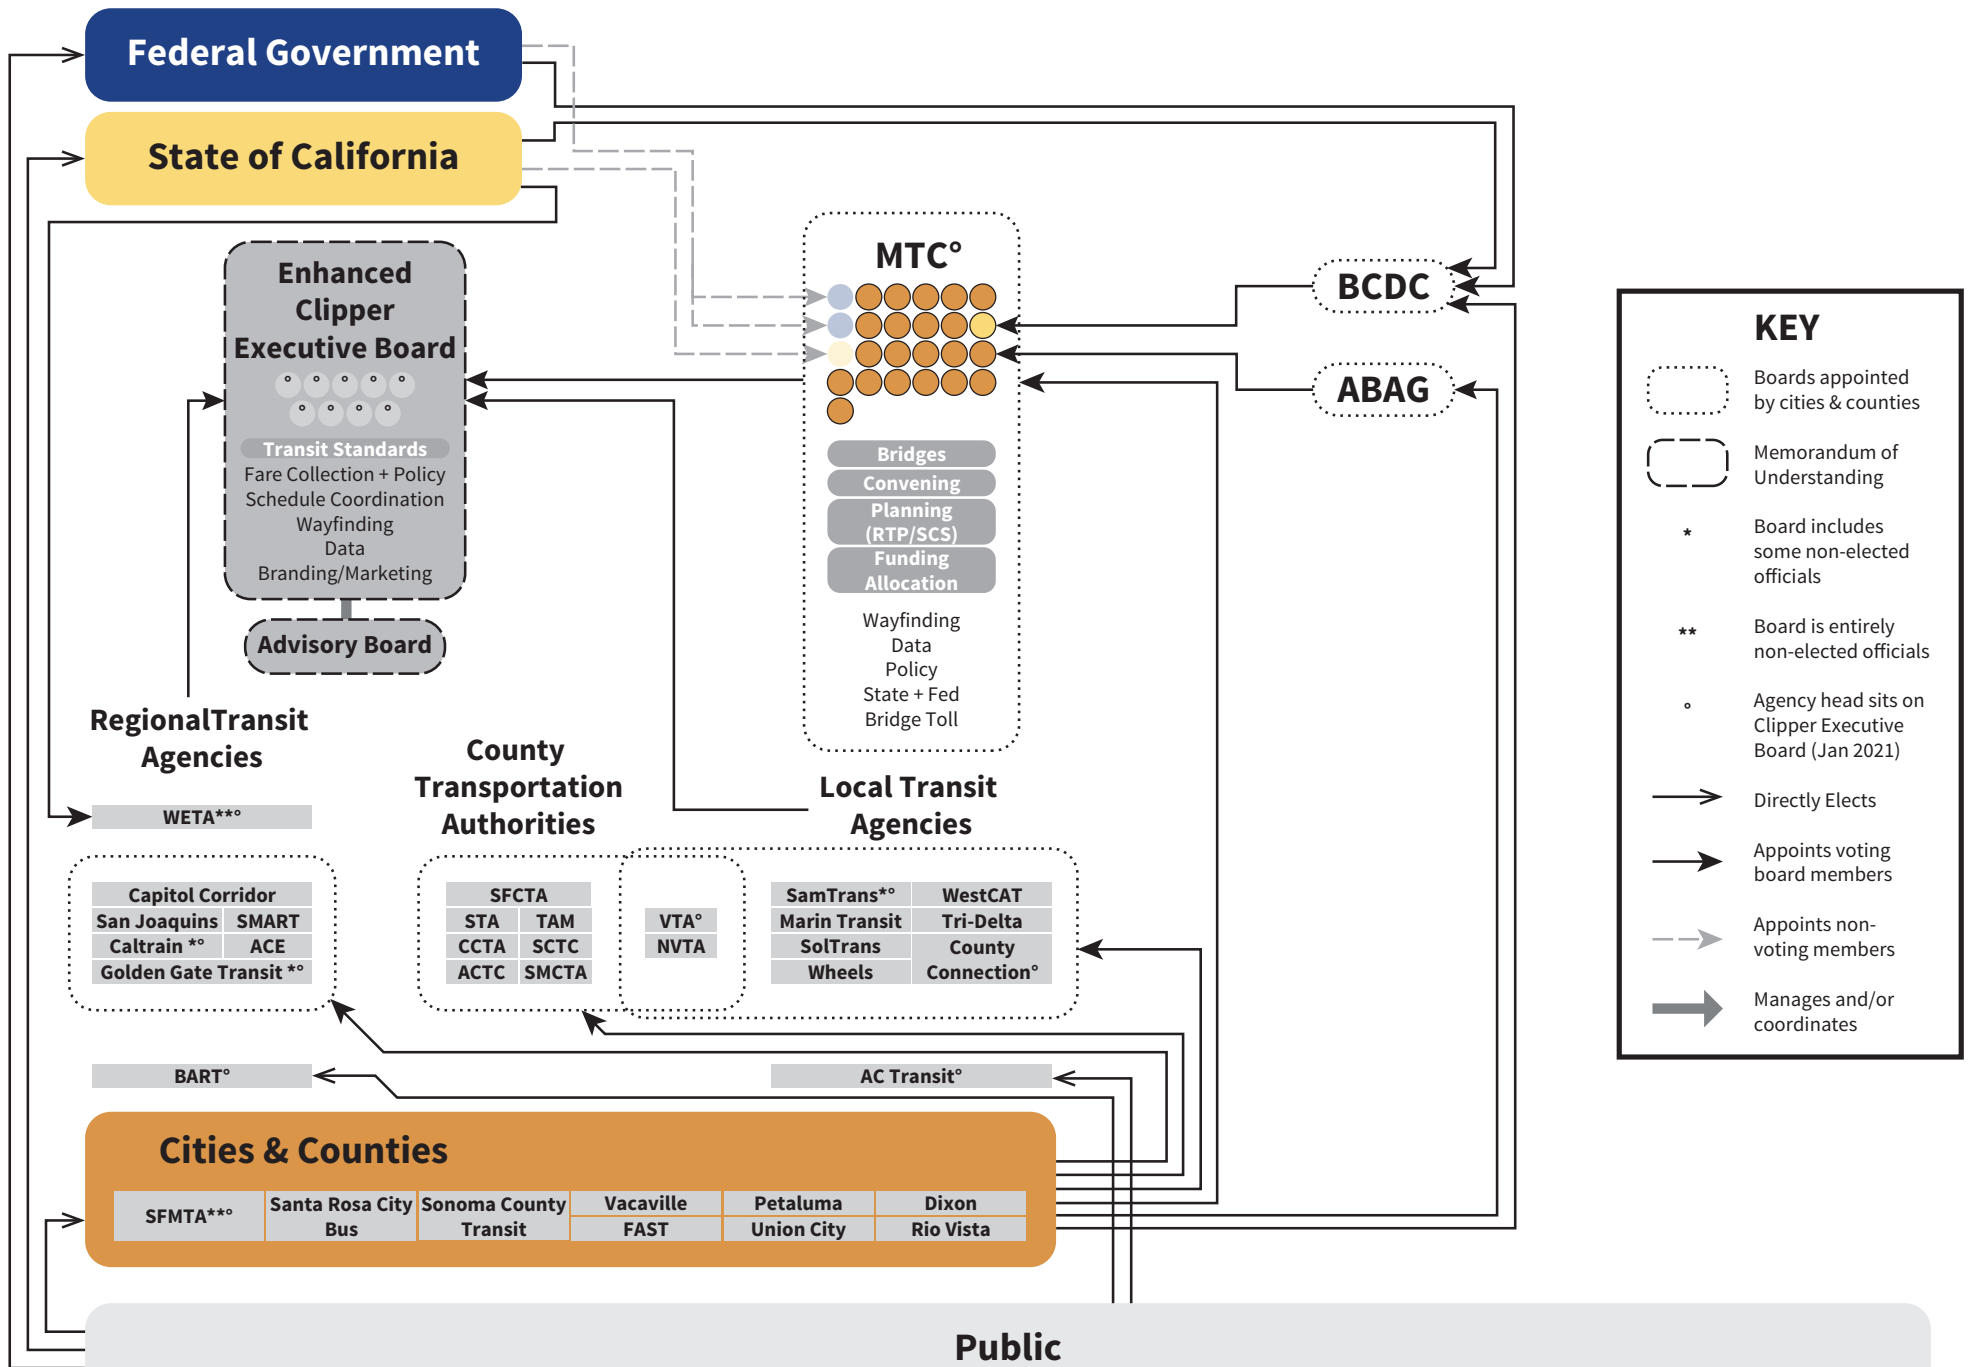 Federal Government
State of California
Enhanced
Clipper
Executive Board
° ° ° ° °
° ° ° °
Transit Standards
Fare Collection + Policy
Schedule Coordination
Wayfinding
Data
Branding/Marketing
Advisory Board
MTC°
Bridges
Convening
Planning
(RTP/SCS)
Funding
Allocation
Wayfinding
Data
Policy
State + Fed
Bridge Toll
BCDC
ABAG
KEY
Boards appointed
by cities & counties
Memorandum of
Understanding
*
Board includes
some non-elected
officials
**
Board is entirely
non-elected officials
°
Agency head sits on
Clipper Executive
Board (Jan 2021)
Directly Elects
Appoints voting
board members
Appoints non-
voting members
Manages and/or
coordinates
RegionalTransit
Agencies
WETA**°
Capitol Corridor
San Joaquins SMART
Caltrain *° ACE
Golden Gate Transit *°
BART°
County
Transportation
Authorities
SFCTA
STA TAM
CCTA SCTC
ACTC SMCTA
VTA°
NVTA
Local Transit
Agencies
SamTrans*° WestCAT
Marin Transit Tri-Delta
SolTrans County
Wheels Connection°
AC Transit°
Cities & Counties
SFMTA**°
Santa Rosa City
Bus
Sonoma County
Transit
Vacaville
FAST
Petaluma
Union City
Dixon
Rio Vista
Public